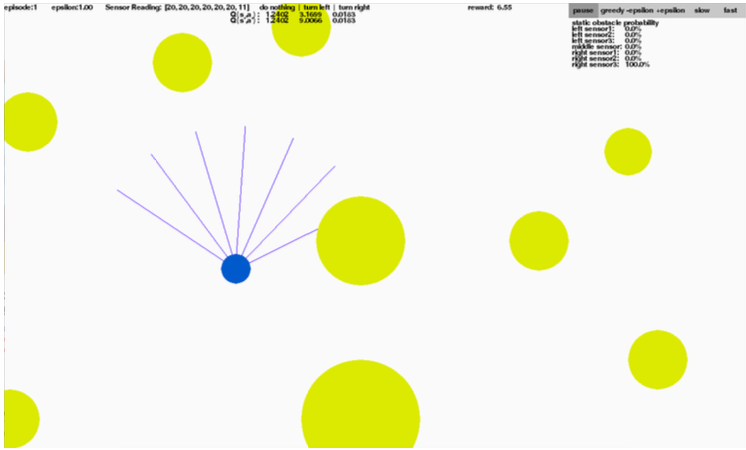 episode:1 epsilon:1.00 Sensor Reading: [20,20,20,20,20,20,11] do nothing | turn left | turn right reward: 6.55
Q(s,a): 1.2402 3.1669 0.0163
Q(s,a): 1.2402 9.0066 0.0163
pause greedy -epsilon +epsilon slow fast
static obstacle probability
left sensor1: 0.0%
left sensor2: 0.0%
left sensor3: 0.0%
middle sensor: 0.0%
right sensor1: 0.0%
right sensor2: 0.0%
right sensor3: 100.0%